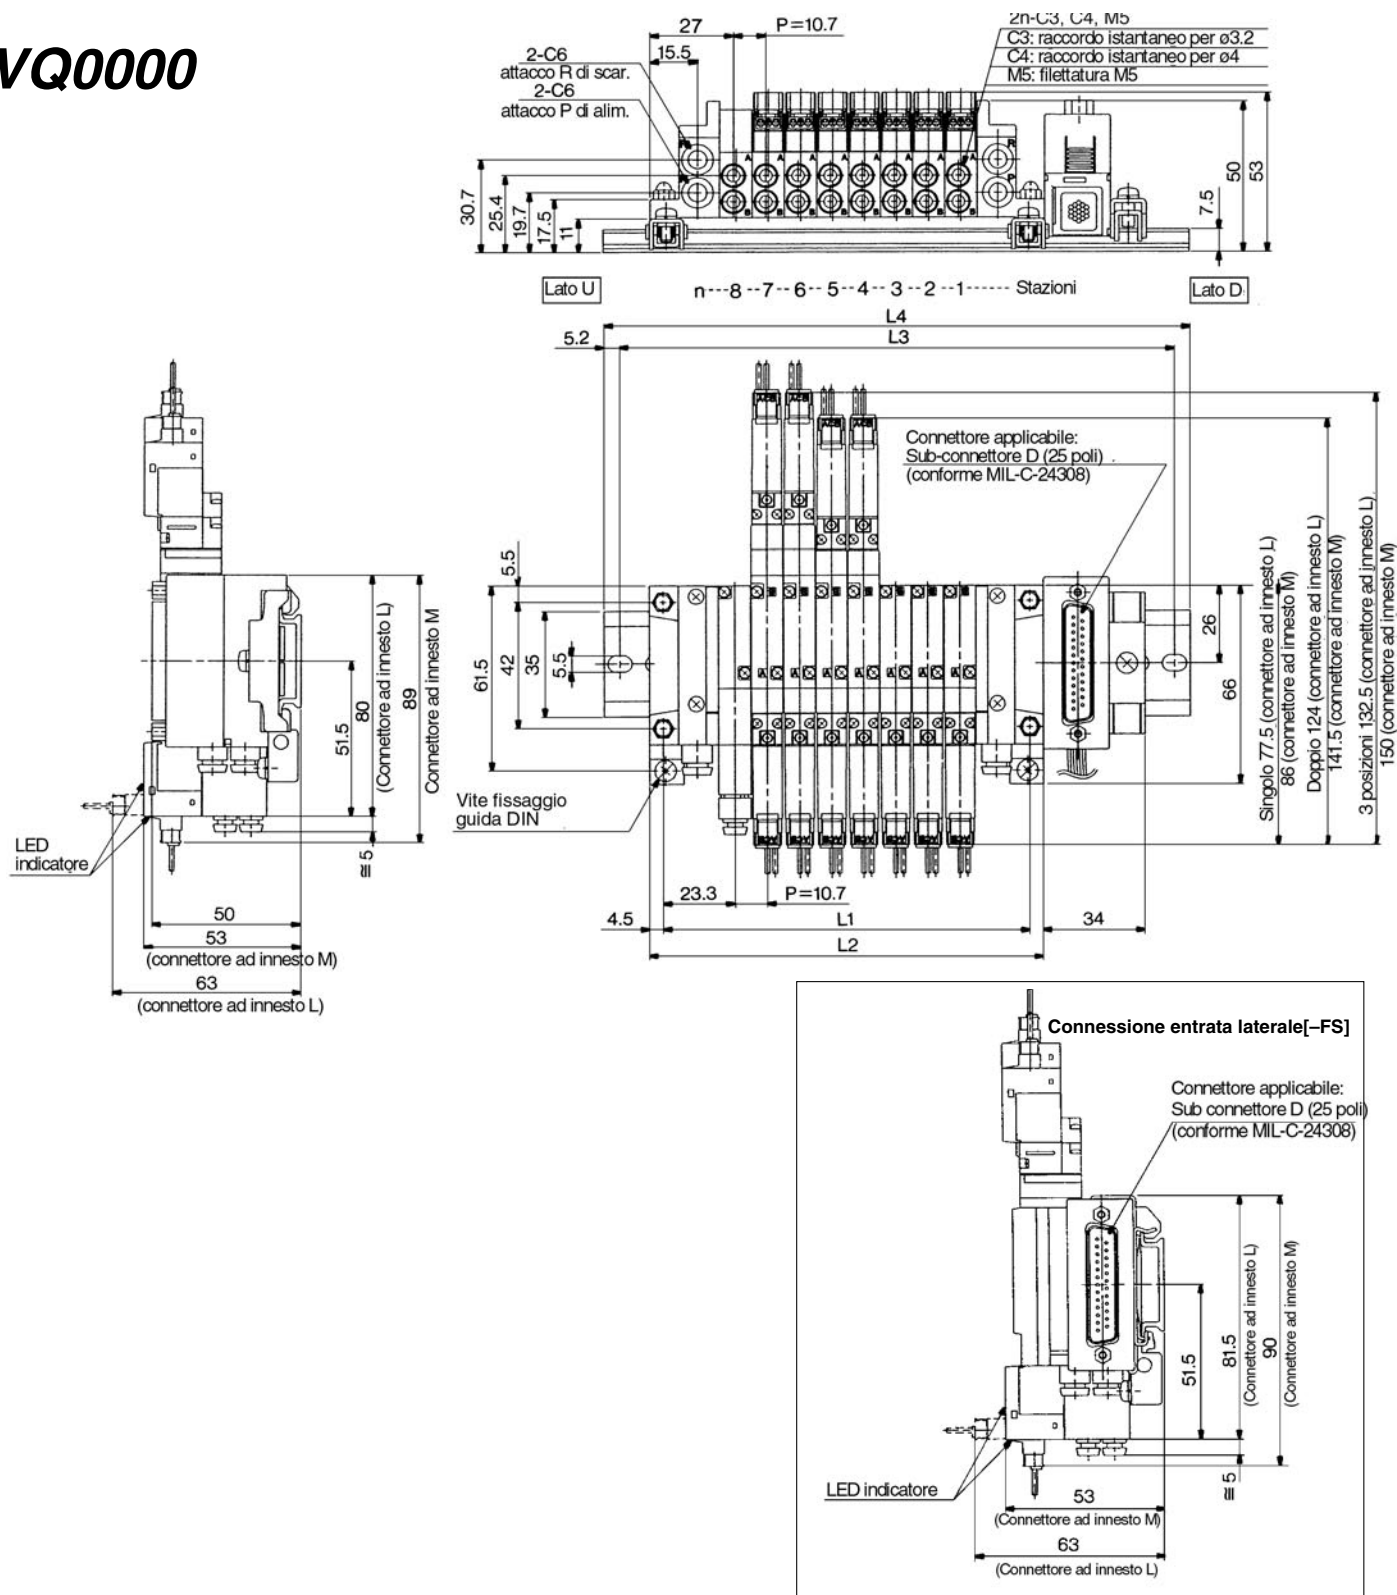 VQ0000
27
P=10.7
2n-C3, C4, M5
C3: raccordo istantaneo per ø3.2
C4: raccordo istantaneo per ø4
M5: filettatura M5
15.5
2-C6
attacco R di scar.
2-C6
attacco P di alim.
R
P
A A A A A A A A
B B B B B B B B
30.7
25.4
19.7
17.5
11
7.5
50
53
Lato U
n---8--7--6--5--4--3--2--1------ Stazioni
Lato D
L4
L3
5.2
Connettore applicabile:
Sub-connettore D (25 poli)
(conforme MIL-C-24308)
5.5
61.5
42
35
5.5
26
66
Singolo 77.5 (connettore ad innesto L)
86 (connettore ad innesto M)
Doppio 124 (connettore ad innesto L)
141.5 (connettore ad innesto M)
3 posizioni 132.5 (connettore ad innesto L)
150 (connettore ad innesto M)
Vite fissaggio
guida DIN
23.3
P=10.7
4.5
L1
34
L2
51.5
80
(Connettore ad innesto L)
89
Connettore ad innesto M
≅ 5
LED
indicatore
50
53
(connettore ad innesto M)
63
(connettore ad innesto L)
Connessione entrata laterale[–FS]
Connettore applicabile:
Sub connettore D (25 poli)
(conforme MIL-C-24308)
51.5
81.5
(Connettore ad innesto L)
90
(Connettore ad innesto M)
≅ 5
LED indicatore
53
(Connettore ad innesto M)
63
(Connettore ad innesto L)